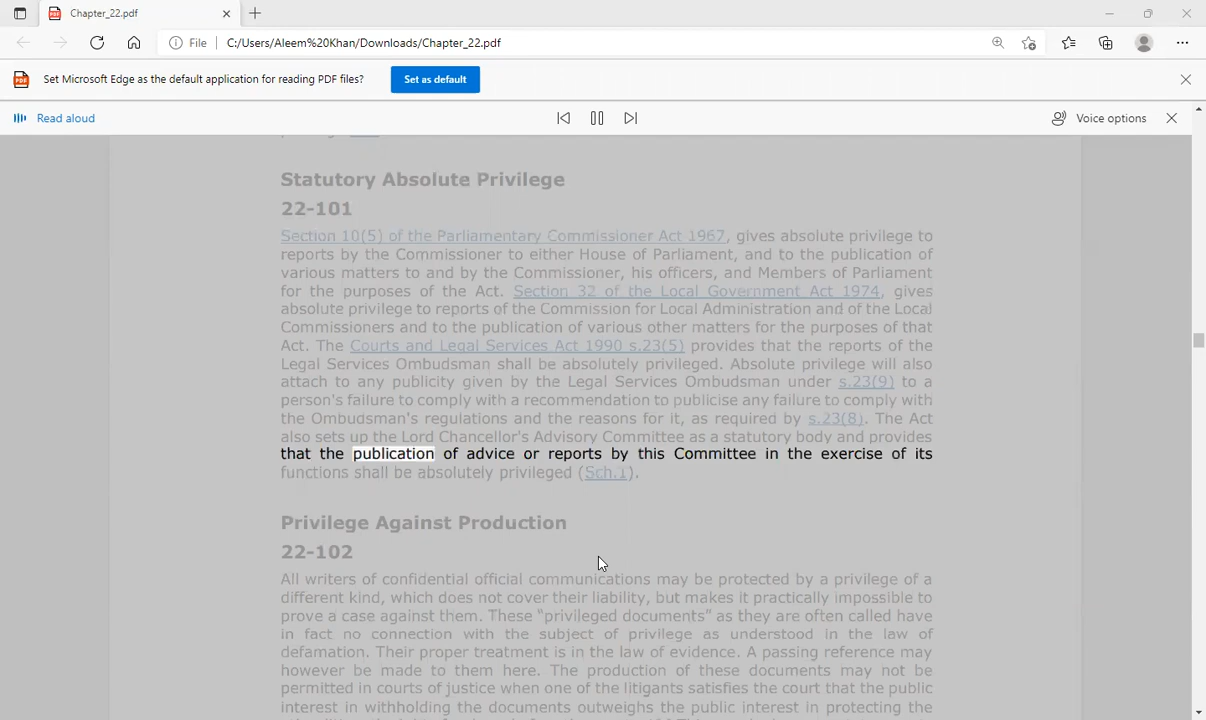 Chapter_22.pdf
File
C:/Users/Aleem%20Khan/Downloads/Chapter_22.pdf
PDF
Set Microsoft Edge as the default application for reading PDF files?
Set as default
Read aloud
Voice options
Statutory Absolute Privilege
22-101
Section 10(5) of the Parliamentary Commissioner Act 1967, gives absolute privilege to
reports by the Commissioner to either House of Parliament, and to the publication of
various matters to and by the Commissioner, his officers, and Members of Parliament
for the purposes of the Act. Section 32 of the Local Government Act 1974, gives
absolute privilege to reports of the Commission for Local Administration and of the Local
Commissioners and to the publication of various other matters for the purposes of that
Act. The Courts and Legal Services Act 1990 s.23(5) provides that the reports of the
Legal Services Ombudsman shall be absolutely privileged. Absolute privilege will also
attach to any publicity given by the Legal Services Ombudsman under s.23(9) to a
person's failure to comply with a recommendation to publicise any failure to comply with
the Ombudsman's regulations and the reasons for it, as required by s.23(8). The Act
also sets up the Lord Chancellor's Advisory Committee as a statutory body and provides
that the publication of advice or reports by this Committee in the exercise of its
functions shall be absolutely privileged (Sch.1).
Privilege Against Production
22-102
All writers of confidential official communications may be protected by a privilege of a
different kind, which does not cover their liability, but makes it practically impossible to
prove a case against them. These "privileged documents" as they are often called have
in fact no connection with the subject of privilege as understood in the law of
defamation. Their proper treatment is in the law of evidence. A passing reference may
however be made to them here. The production of these documents may not be
permitted in courts of justice when one of the litigants satisfies the court that the public
interest in withholding the documents outweighs the public interest in protecting the